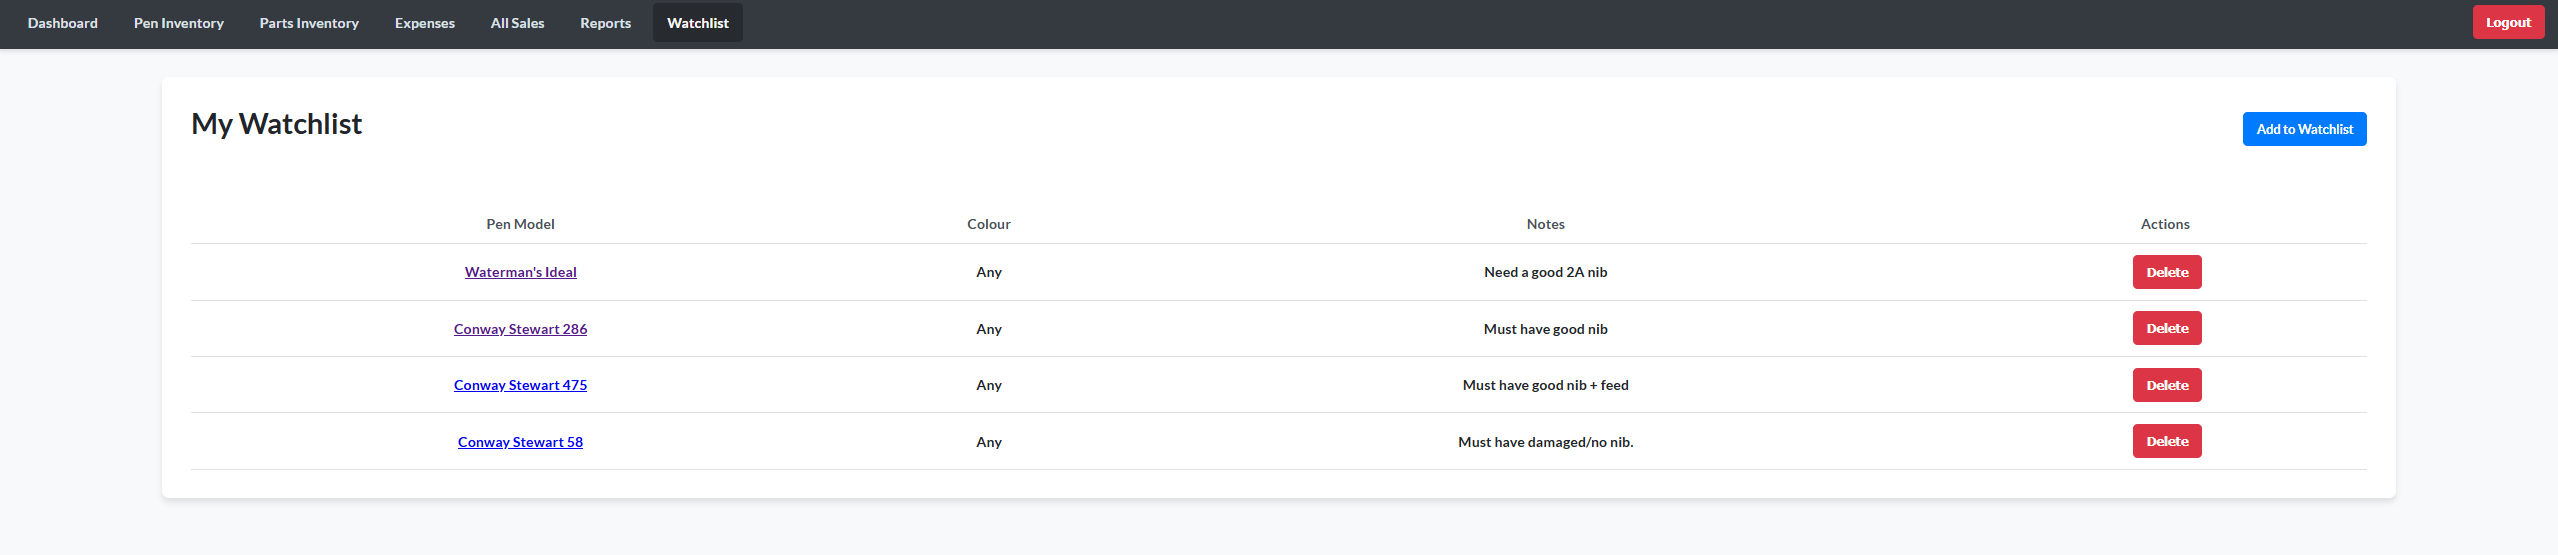 Dashboard Pen Inventory Parts Inventory Expenses All Sales Reports Watchlist Logout
My Watchlist Add to Watchlist
Pen Model Colour Notes Actions
Waterman's Ideal Any Need a good 2A nib Delete
Conway Stewart 286 Any Must have good nib Delete
Conway Stewart 475 Any Must have good nib + feed Delete
Conway Stewart 58 Any Must have damaged/no nib. Delete